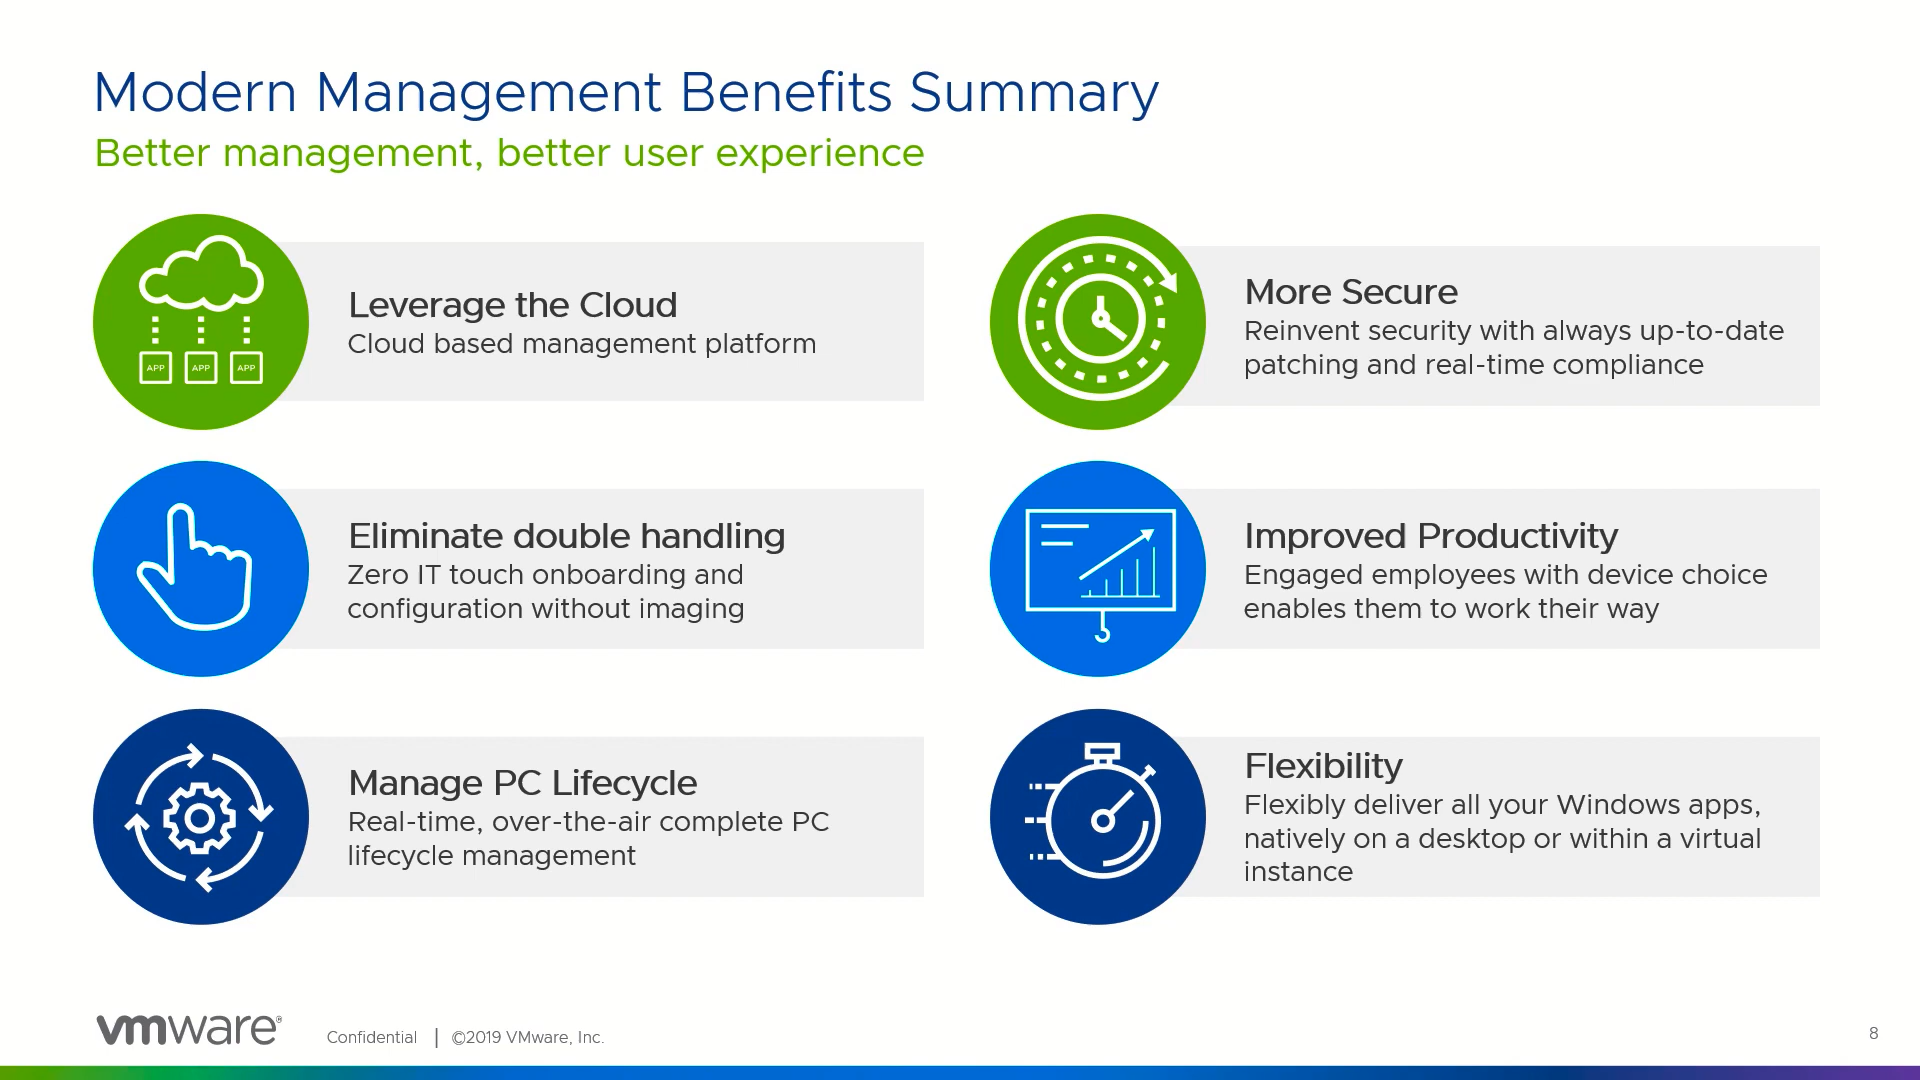 Modern Management Benefits Summary
Better management, better user experience
APP APP APP
Leverage the Cloud
Cloud based management platform
More Secure
Reinvent security with always up-to-date
patching and real-time compliance
Eliminate double handling
Zero IT touch onboarding and
configuration without imaging
Improved Productivity
Engaged employees with device choice
enables them to work their way
Manage PC Lifecycle
Real-time, over-the-air complete PC
lifecycle management
Flexibility
Flexibly deliver all your Windows apps,
natively on a desktop or within a virtual
instance
vmware® Confidential | ©2019 VMware, Inc.
8